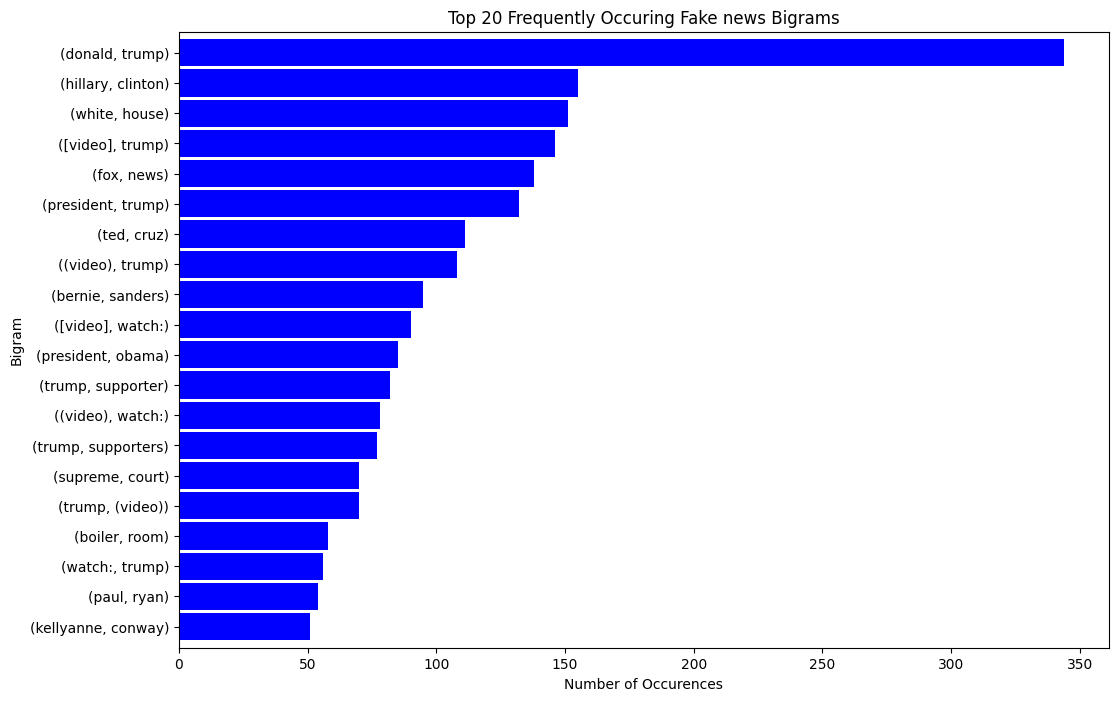 Top 20 Frequently Occuring Fake news Bigrams
(donald, trump)
(hillary, clinton)
(white, house)
([video], trump)
(fox, news)
(president, trump)
(ted, cruz)
((video), trump)
(bernie, sanders)
([video], watch:)
(president, obama)
(trump, supporter)
((video), watch:)
(trump, supporters)
(supreme, court)
(trump, (video))
(boiler, room)
(watch:, trump)
(paul, ryan)
(kellyanne, conway)
Bigram
0 50 100 150 200 250 300 350
Number of Occurences